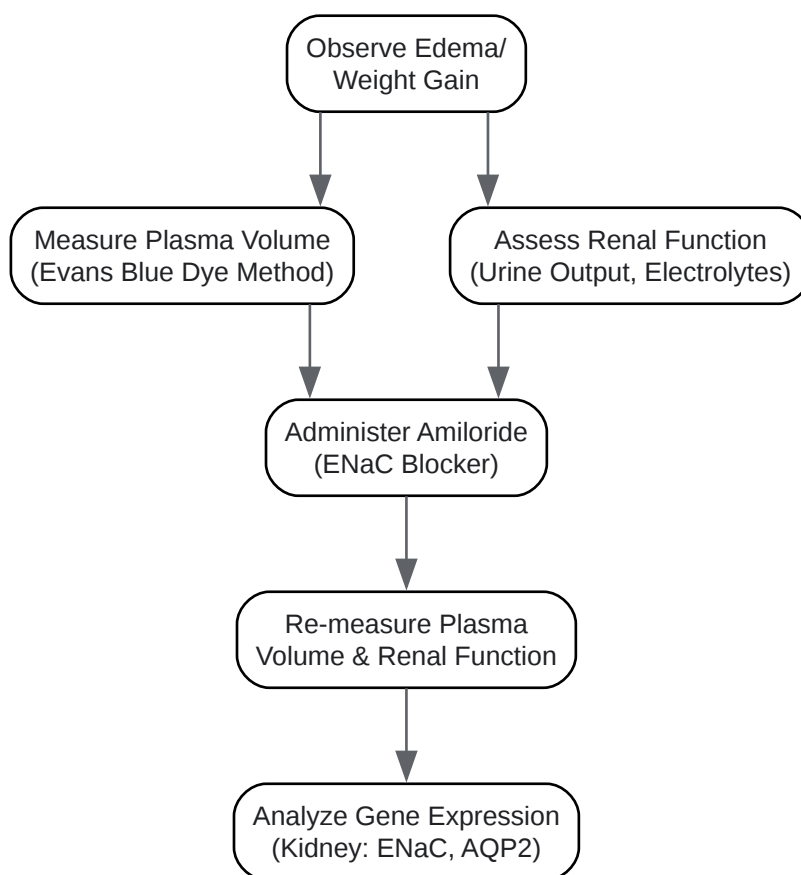 Observe Edema/
Weight Gain
Measure Plasma Volume
(Evans Blue Dye Method)
Assess Renal Function
(Urine Output, Electrolytes)
Administer Amiloride
(ENaC Blocker)
Re-measure Plasma
Volume & Renal Function
Analyze Gene Expression
(Kidney: ENaC, AQP2)